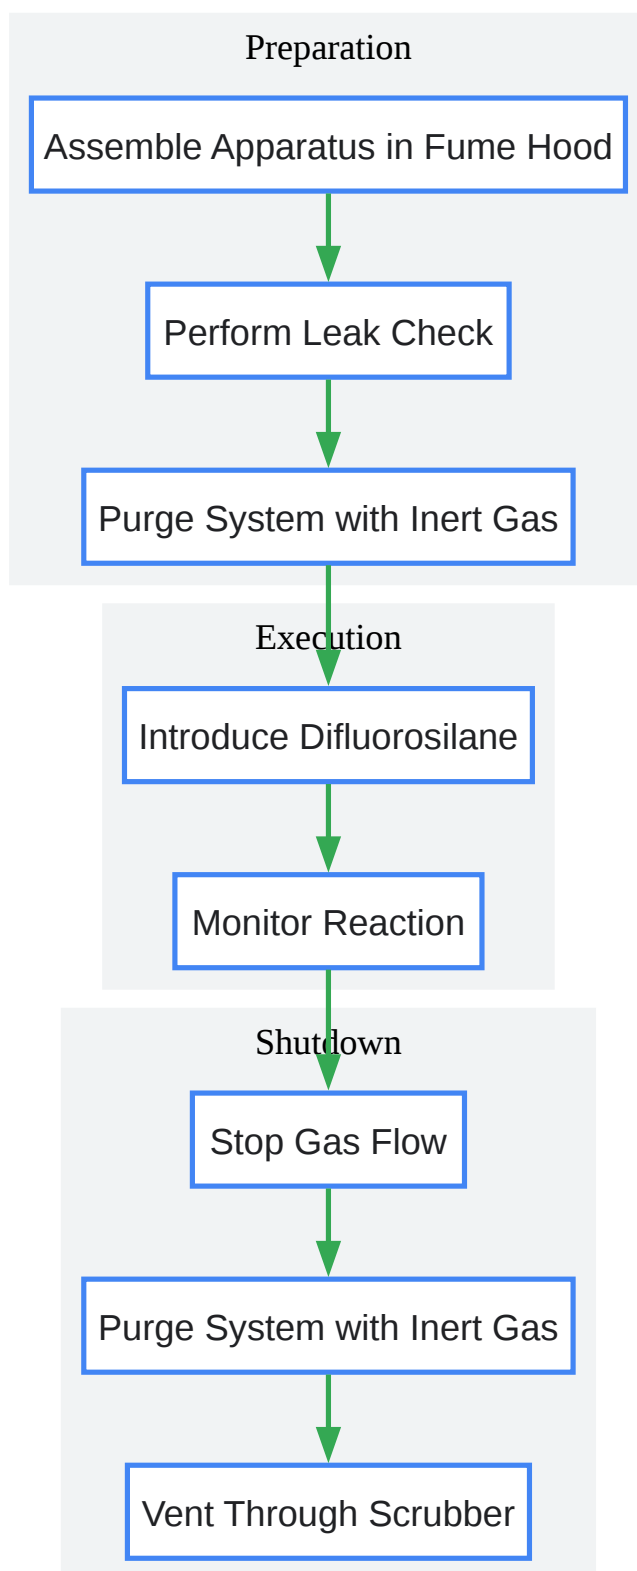 Preparation
Assemble Apparatus in Fume Hood
Perform Leak Check
Purge System with Inert Gas
Execution
Introduce Difluorosilane
Monitor Reaction
Shutdown
Stop Gas Flow
Purge System with Inert Gas
Vent Through Scrubber